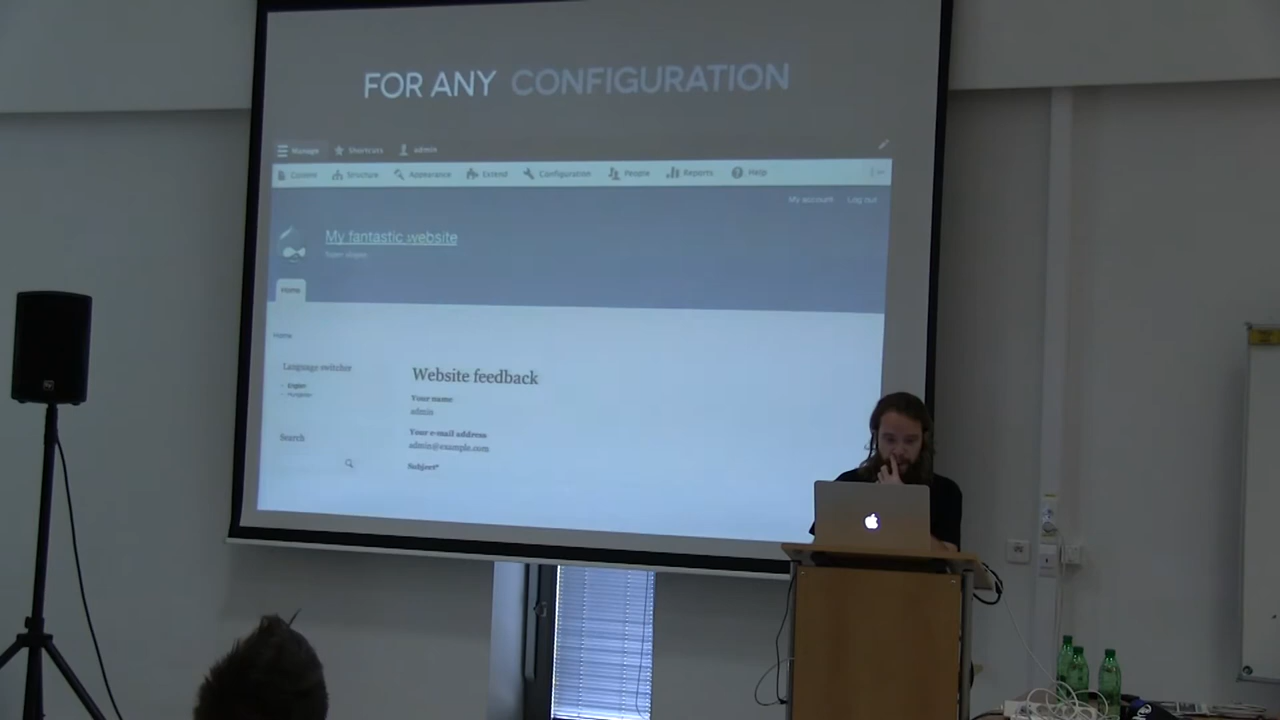 FOR ANY CONFIGURATION
Manage Shortcuts admin
Content Structure Appearance Extend Configuration People Reports Help
My account Log out
My fantastic website
Home
Home
Language switcher
English
Hungarian
Search
Website feedback
Your name
admin
Your e-mail address
admin@example.com
Subject*